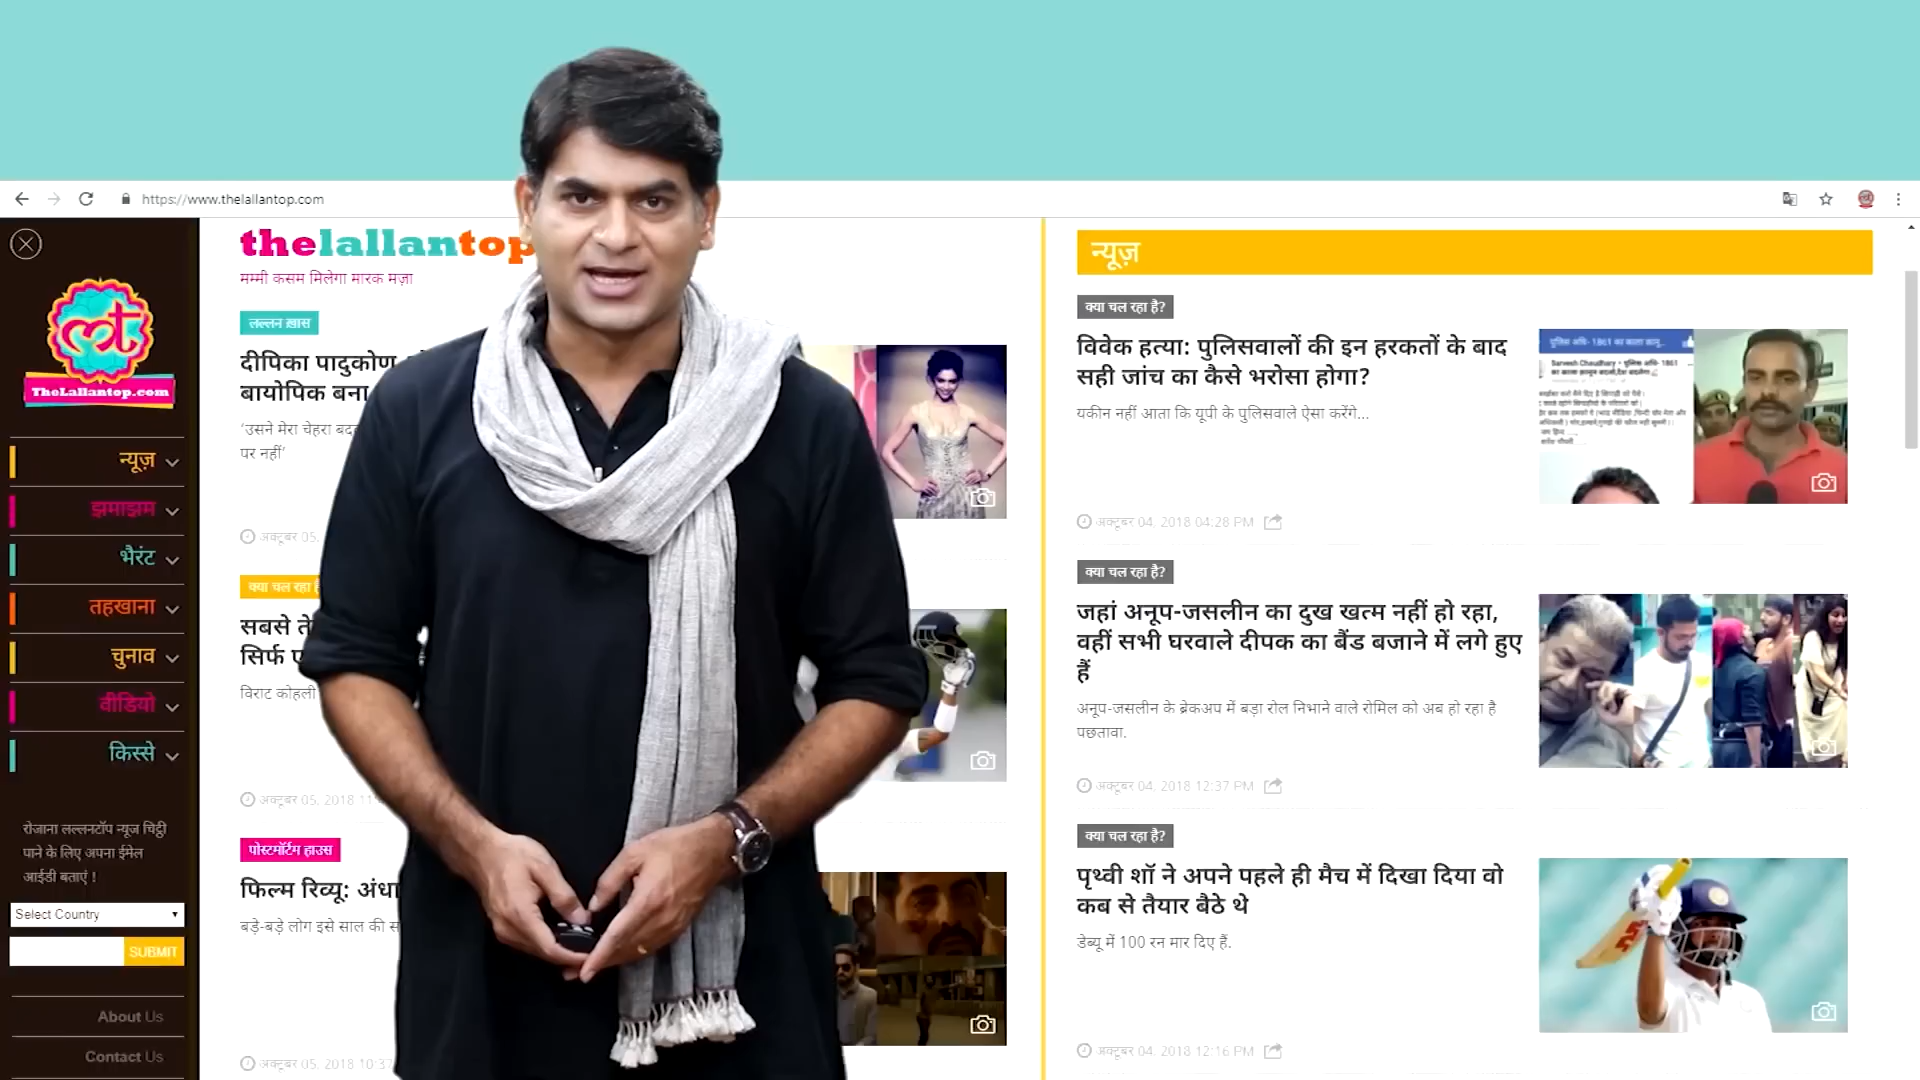 https://www.thelallantop.com
TheLallantop.com
न्यूज़
झमाझम
भैरंट
तहखाना
चुनाव
वीडियो
किस्से
रोजाना लल्लनटॉप न्यूज चिट्ठी
पाने के लिए अपना ईमेल
आईडी बताएं !
Select Country
SUBMIT
About Us
Contact Us
thelallantop
मम्मी कसम मिलेगा मारक मज़ा
लल्लन ख़ास
दीपिका पादुकोण
बायोपिक बना
‘उसने मेरा चेहरा
पर नहीं’
अक्टूबर 05,
क्या चल रहा
सबसे
सिर्फ
विराट कोहली
अक्टूबर 05, 2018
पोस्टमॉर्टम हाउस
फिल्म रिव्यू:
बड़े-बड़े लोग इसे साल की
अक्टूबर 05, 2018 10:37
न्यूज़
क्या चल रहा है?
विवेक हत्या: पुलिसवालों की इन हरकतों के बाद
सही जांच का कैसे भरोसा होगा?
यकीन नहीं आता कि यूपी के पुलिसवाले ऐसा करेंगे...
अक्टूबर 04, 2018 04:28 PM
क्या चल रहा है?
जहां अनूप-जसलीन का दुख खत्म नहीं हो रहा,
वहीं सभी घरवाले दीपक का बैंड बजाने में लगे हुए
हैं
अनूप-जसलीन के ब्रेकअप में बड़ा रोल निभाने वाले रोमिल को अब हो रहा है
पछतावा.
अक्टूबर 04, 2018 12:37 PM
क्या चल रहा है?
पृथ्वी शॉ ने अपने पहले ही मैच में दिखा दिया वो
कब से तैयार बैठे थे
डेब्यू में 100 रन मार दिए हैं.
अक्टूबर 04, 2018 12:16 PM